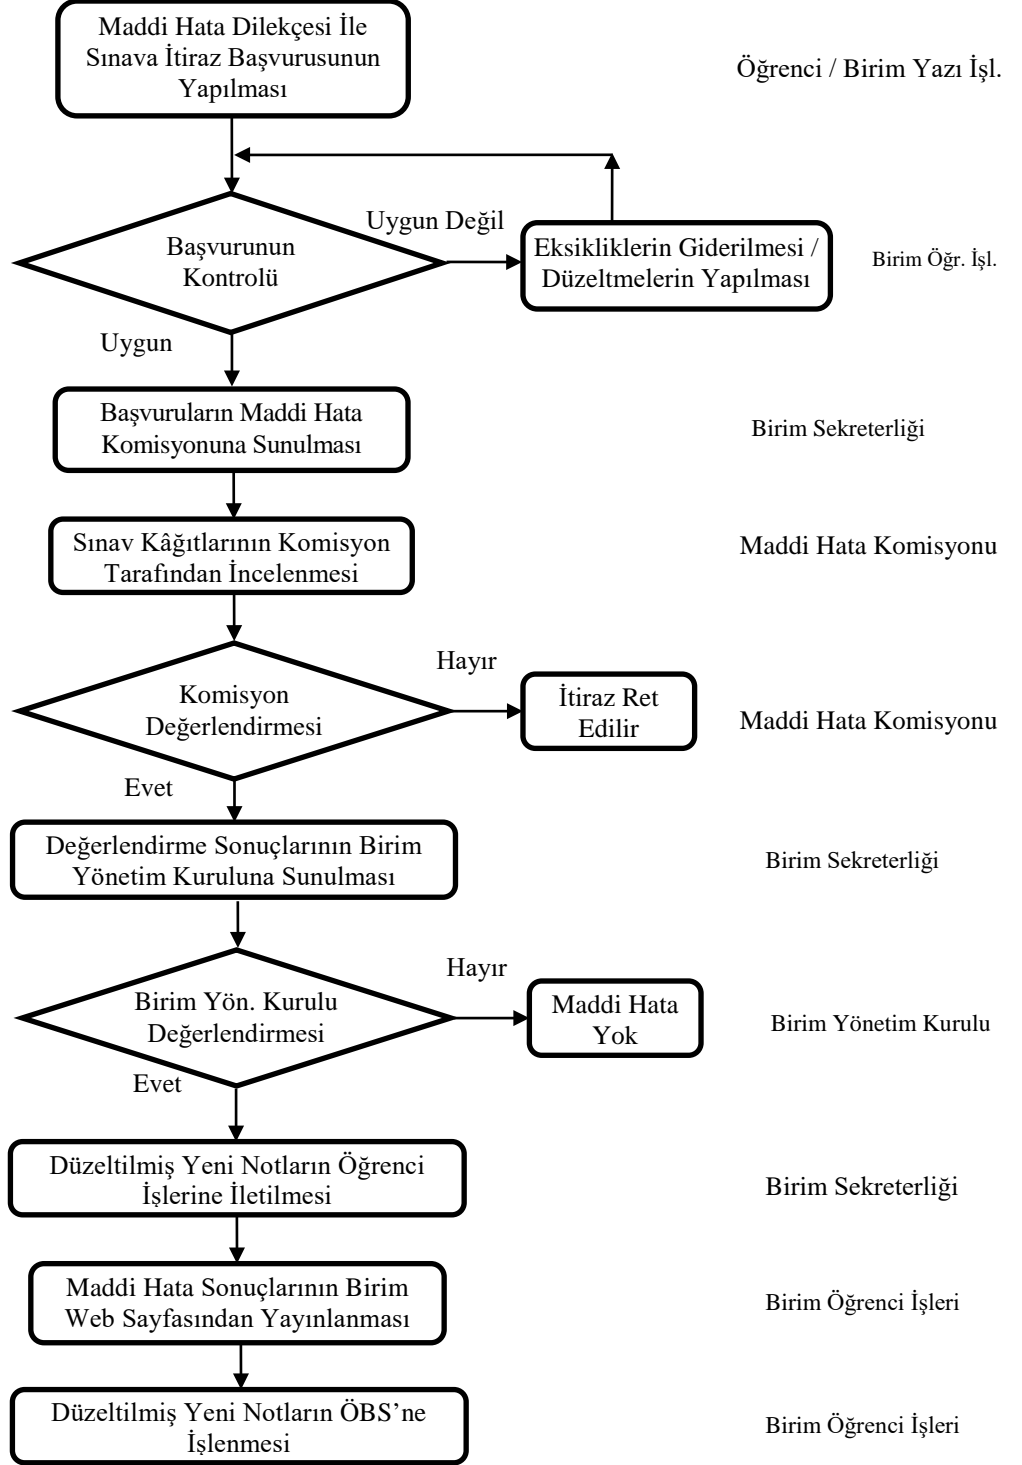 Maddi Hata Dilekçesi İle
Sınava İtiraz Başvurusunun
Yapılması
Öğrenci / Birim Yazı İşl.
Uygun Değil
Başvurunun
Kontrolü
Eksikliklerin Giderilmesi /
Düzeltmelerin Yapılması
Birim Öğr. İşl.
Uygun
Başvuruların Maddi Hata
Komisyonuna Sunulması
Birim Sekreterliği
Sınav Kâğıtlarının Komisyon
Tarafından İncelenmesi
Maddi Hata Komisyonu
Hayır
Komisyon
Değerlendirmesi
İtiraz Ret
Edilir
Maddi Hata Komisyonu
Evet
Değerlendirme Sonuçlarının Birim
Yönetim Kuruluna Sunulması
Birim Sekreterliği
Hayır
Birim Yön. Kurulu
Değerlendirmesi
Maddi Hata
Yok
Birim Yönetim Kurulu
Evet
Düzeltilmiş Yeni Notların Öğrenci
İşlerine İletilmesi
Birim Sekreterliği
Maddi Hata Sonuçlarının Birim
Web Sayfasından Yayınlanması
Birim Öğrenci İşleri
Düzeltilmiş Yeni Notların ÖBS’ne
İşlenmesi
Birim Öğrenci İşleri